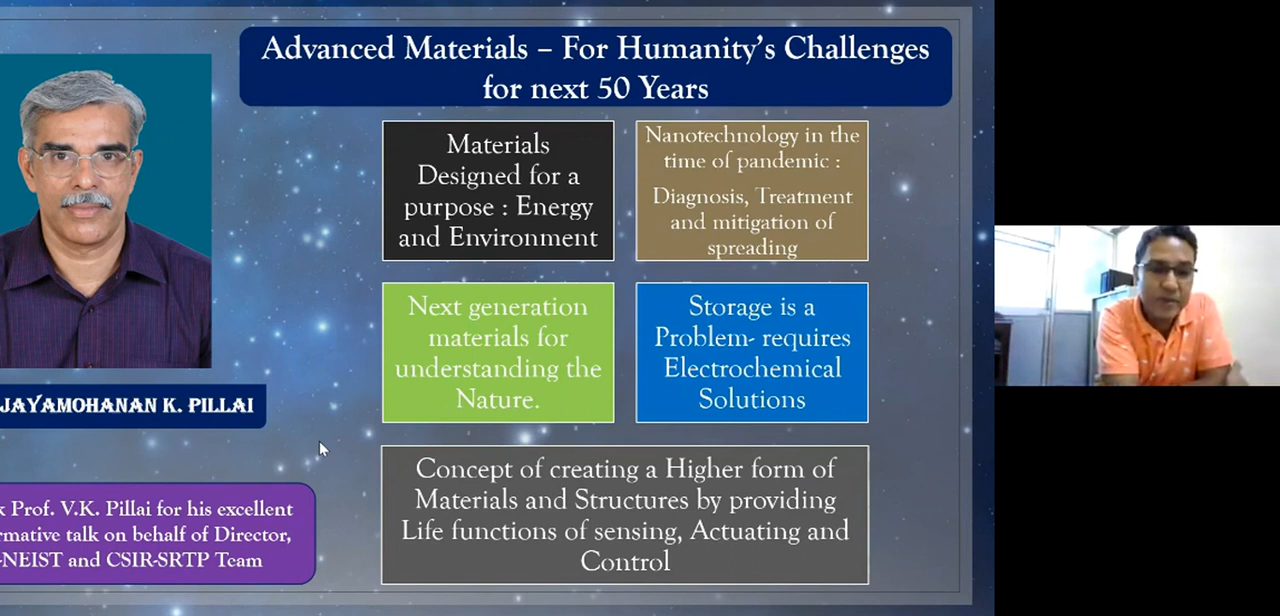 Advanced Materials – For Humanity's Challenges
for next 50 Years
Materials
Designed for a
purpose : Energy
and Environment
Nanotechnology in the
time of pandemic :
Diagnosis, Treatment
and mitigation of
spreading
Next generation
materials for
understanding the
Nature.
Storage is a
Problem- requires
Electrochemical
Solutions
Concept of creating a Higher form of
Materials and Structures by providing
Life functions of sensing, Actuating and
Control
JAYAMOHANAN K. PILLAI
Prof. V.K. Pillai for his excellent
talk on behalf of Director,
-NEIST and CSIR-SRTP Team